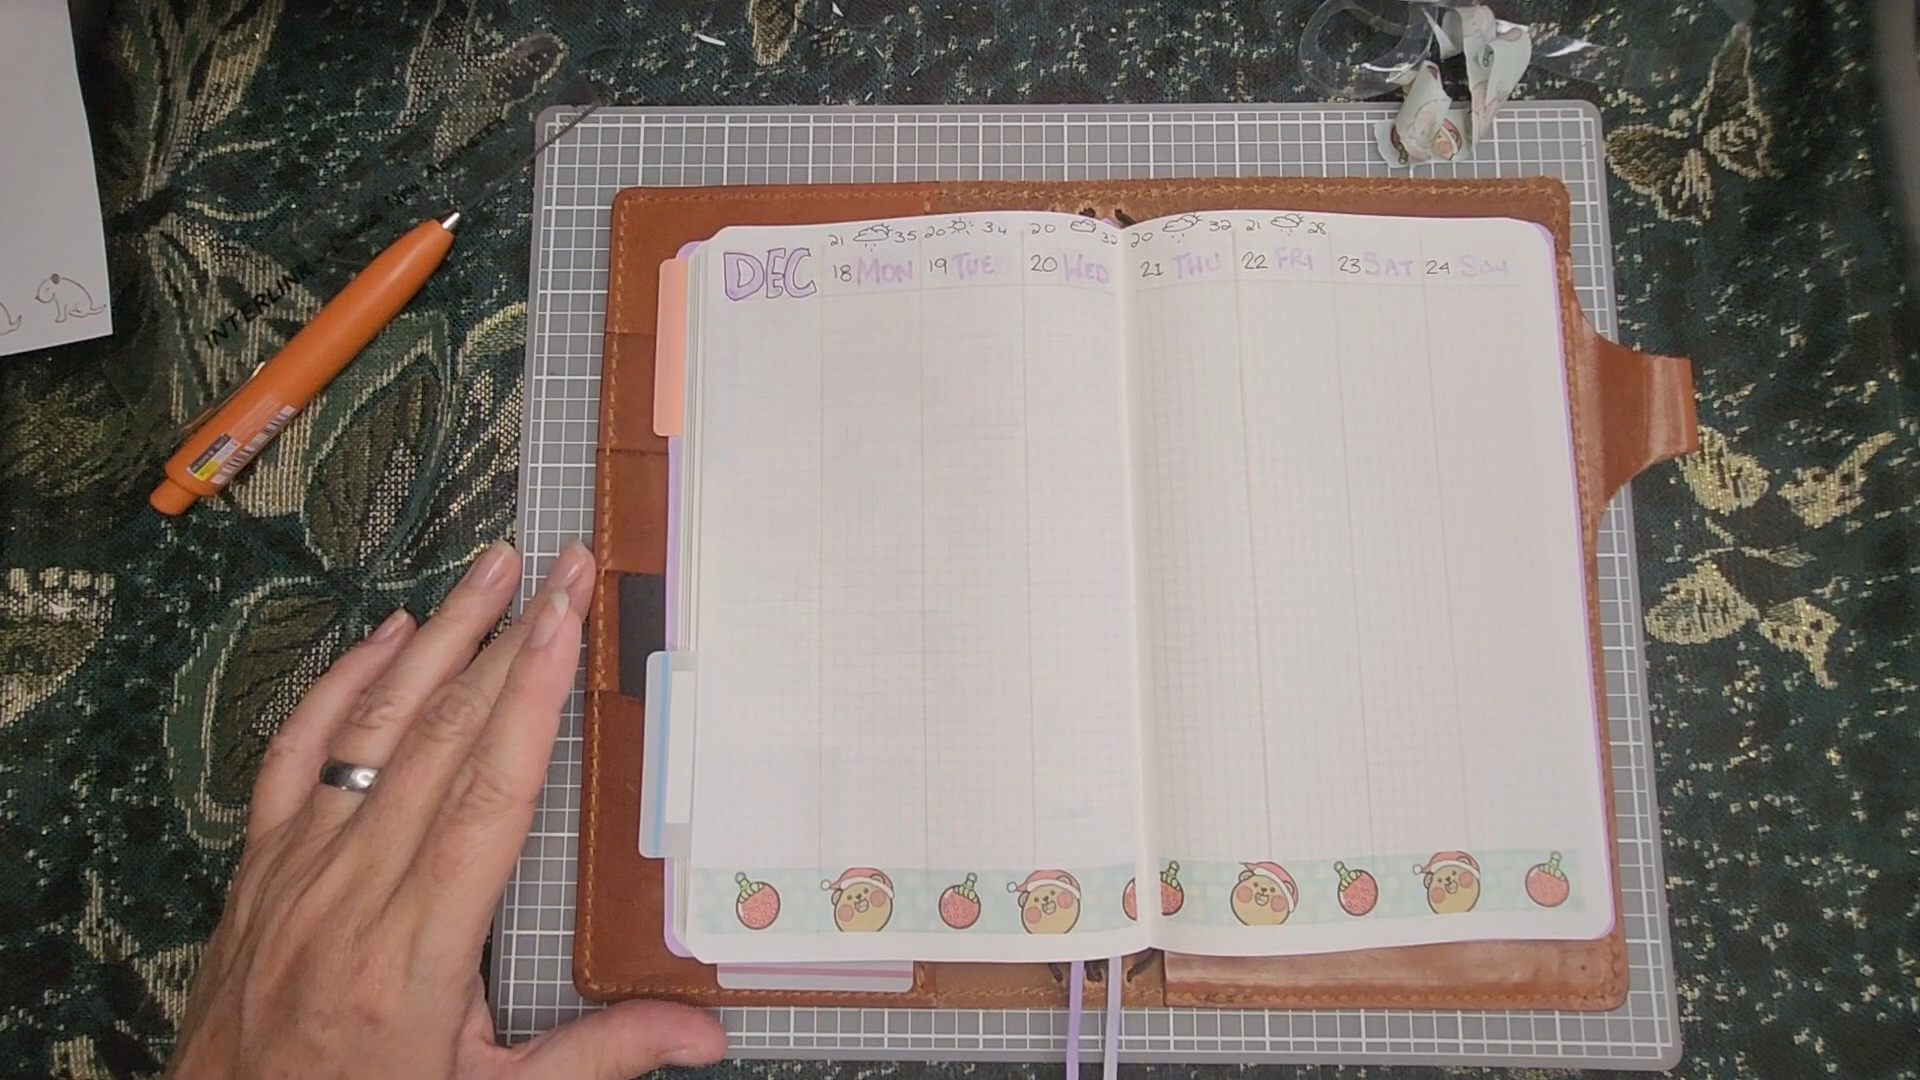 21 35 20 34 20 32 20 32 21 28
DEC 18 MON 19 TUE 20 WED 21 THU 22 FRI 23 SAT 24 SUN
INTERLINK